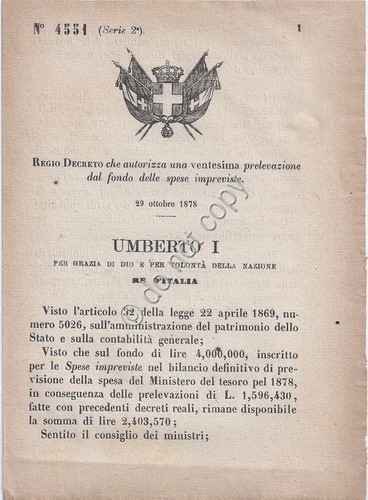 N° 4551 (Serie 2ª).
1
REGIO DECRETO che autorizza una ventesima prelevazione
dal fondo delle spese impreviste.
29 ottobre 1878
UMBERTO I
PER GRAZIA DI DIO E PER VOLONTÀ DELLA NAZIONE
RE D'ITALIA
Visto l'articolo 32 della legge 22 aprile 1869, nu-
mero 5026, sull'amministrazione del patrimonio dello
Stato e sulla contabilità generale;
Visto che sul fondo di lire 4,000,000, inscritto
per le Spese impreviste nel bilancio definitivo di pre-
visione della spesa del Ministero del tesoro pel 1878,
in conseguenza delle prelevazioni di L. 1,596,430,
fatte con precedenti decreti reali, rimane disponibile
la somma di lire 2,403,570;
Sentito il consiglio dei ministri;
do not copy